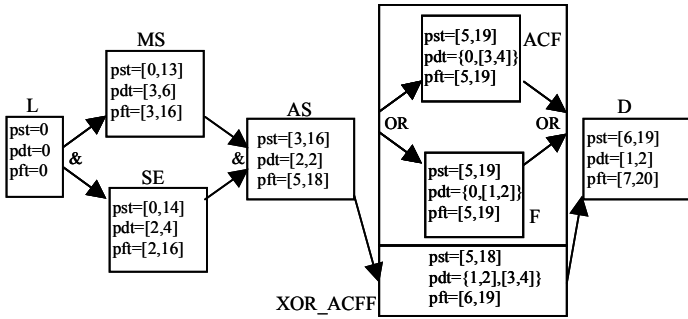 L
pst=0
pdt=0
pft=0
&
MS
pst=[0,13]
pdt=[3,6]
pft=[3,16]
SE
pst=[0,14]
pdt=[2,4]
pft=[2,16]
&
AS
pst=[3,16]
pdt=[2,2]
pft=[5,18]
OR
pst=[5,19]
pdt={0,[3,4]}
pft=[5,19]
ACF
pst=[5,19]
pdt={0,[1,2]}
pft=[5,19]
F
OR
XOR_ACFF
pst=[5,18]
pdt={1,2],[3,4]}
pft=[6,19]
D
pst=[6,19]
pdt=[1,2]
pft=[7,20]